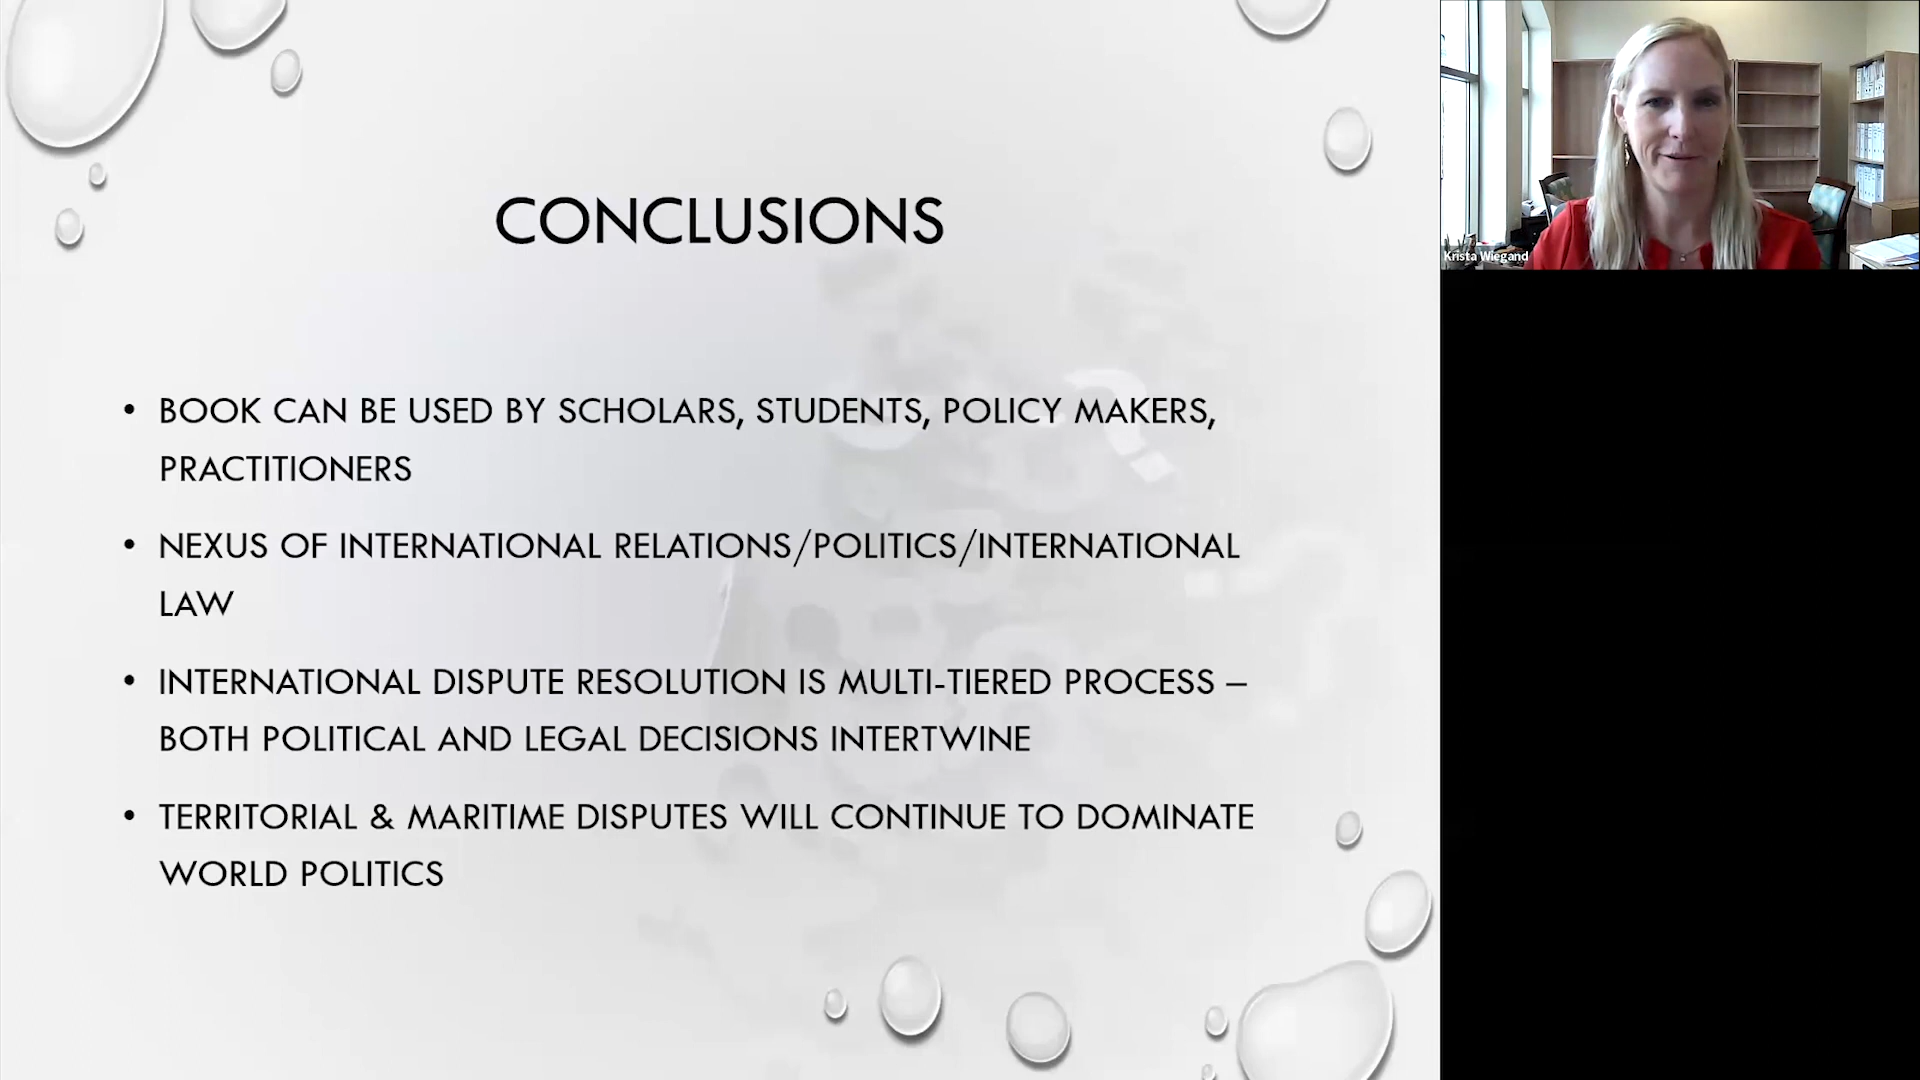 CONCLUSIONS
• BOOK CAN BE USED BY SCHOLARS, STUDENTS, POLICY MAKERS,
PRACTITIONERS
• NEXUS OF INTERNATIONAL RELATIONS/POLITICS/INTERNATIONAL
LAW
• INTERNATIONAL DISPUTE RESOLUTION IS MULTI-TIERED PROCESS –
BOTH POLITICAL AND LEGAL DECISIONS INTERTWINE
• TERRITORIAL & MARITIME DISPUTES WILL CONTINUE TO DOMINATE
WORLD POLITICS
Krista Wiegand